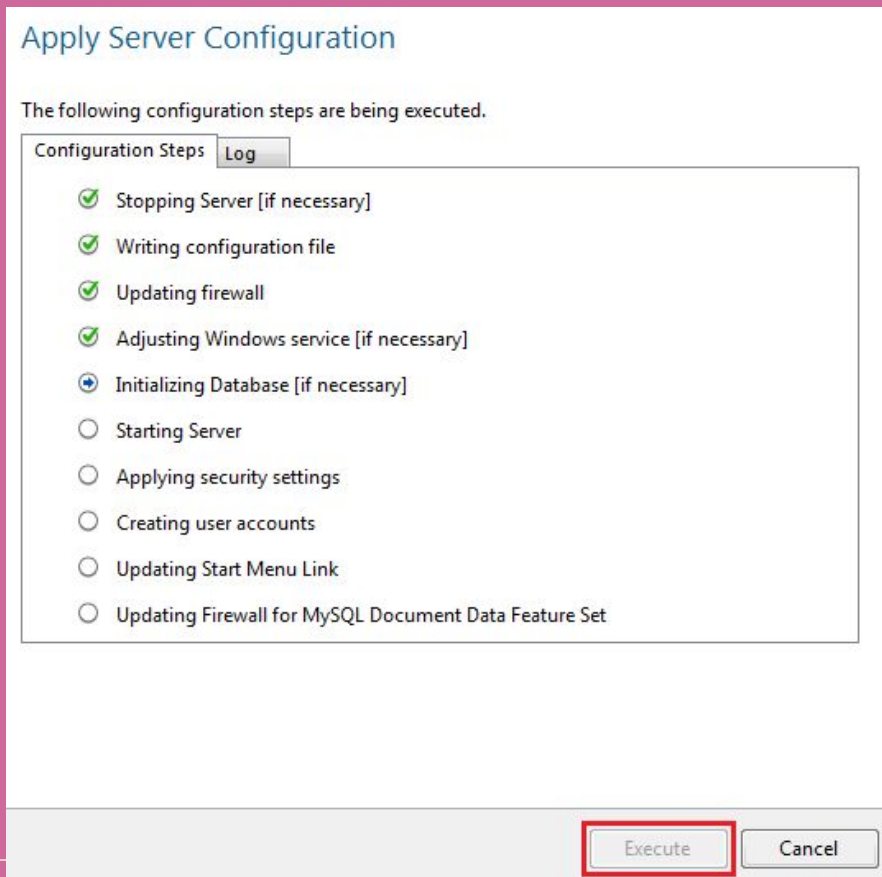 Apply Server Configuration
The following configuration steps are being executed.
Configuration Steps
Log
Stopping Server [if necessary]
Writing configuration file
Updating firewall
Adjusting Windows service [if necessary]
Initializing Database [if necessary]
Starting Server
Applying security settings
Creating user accounts
Updating Start Menu Link
Updating Firewall for MySQL Document Data Feature Set
Execute
Cancel